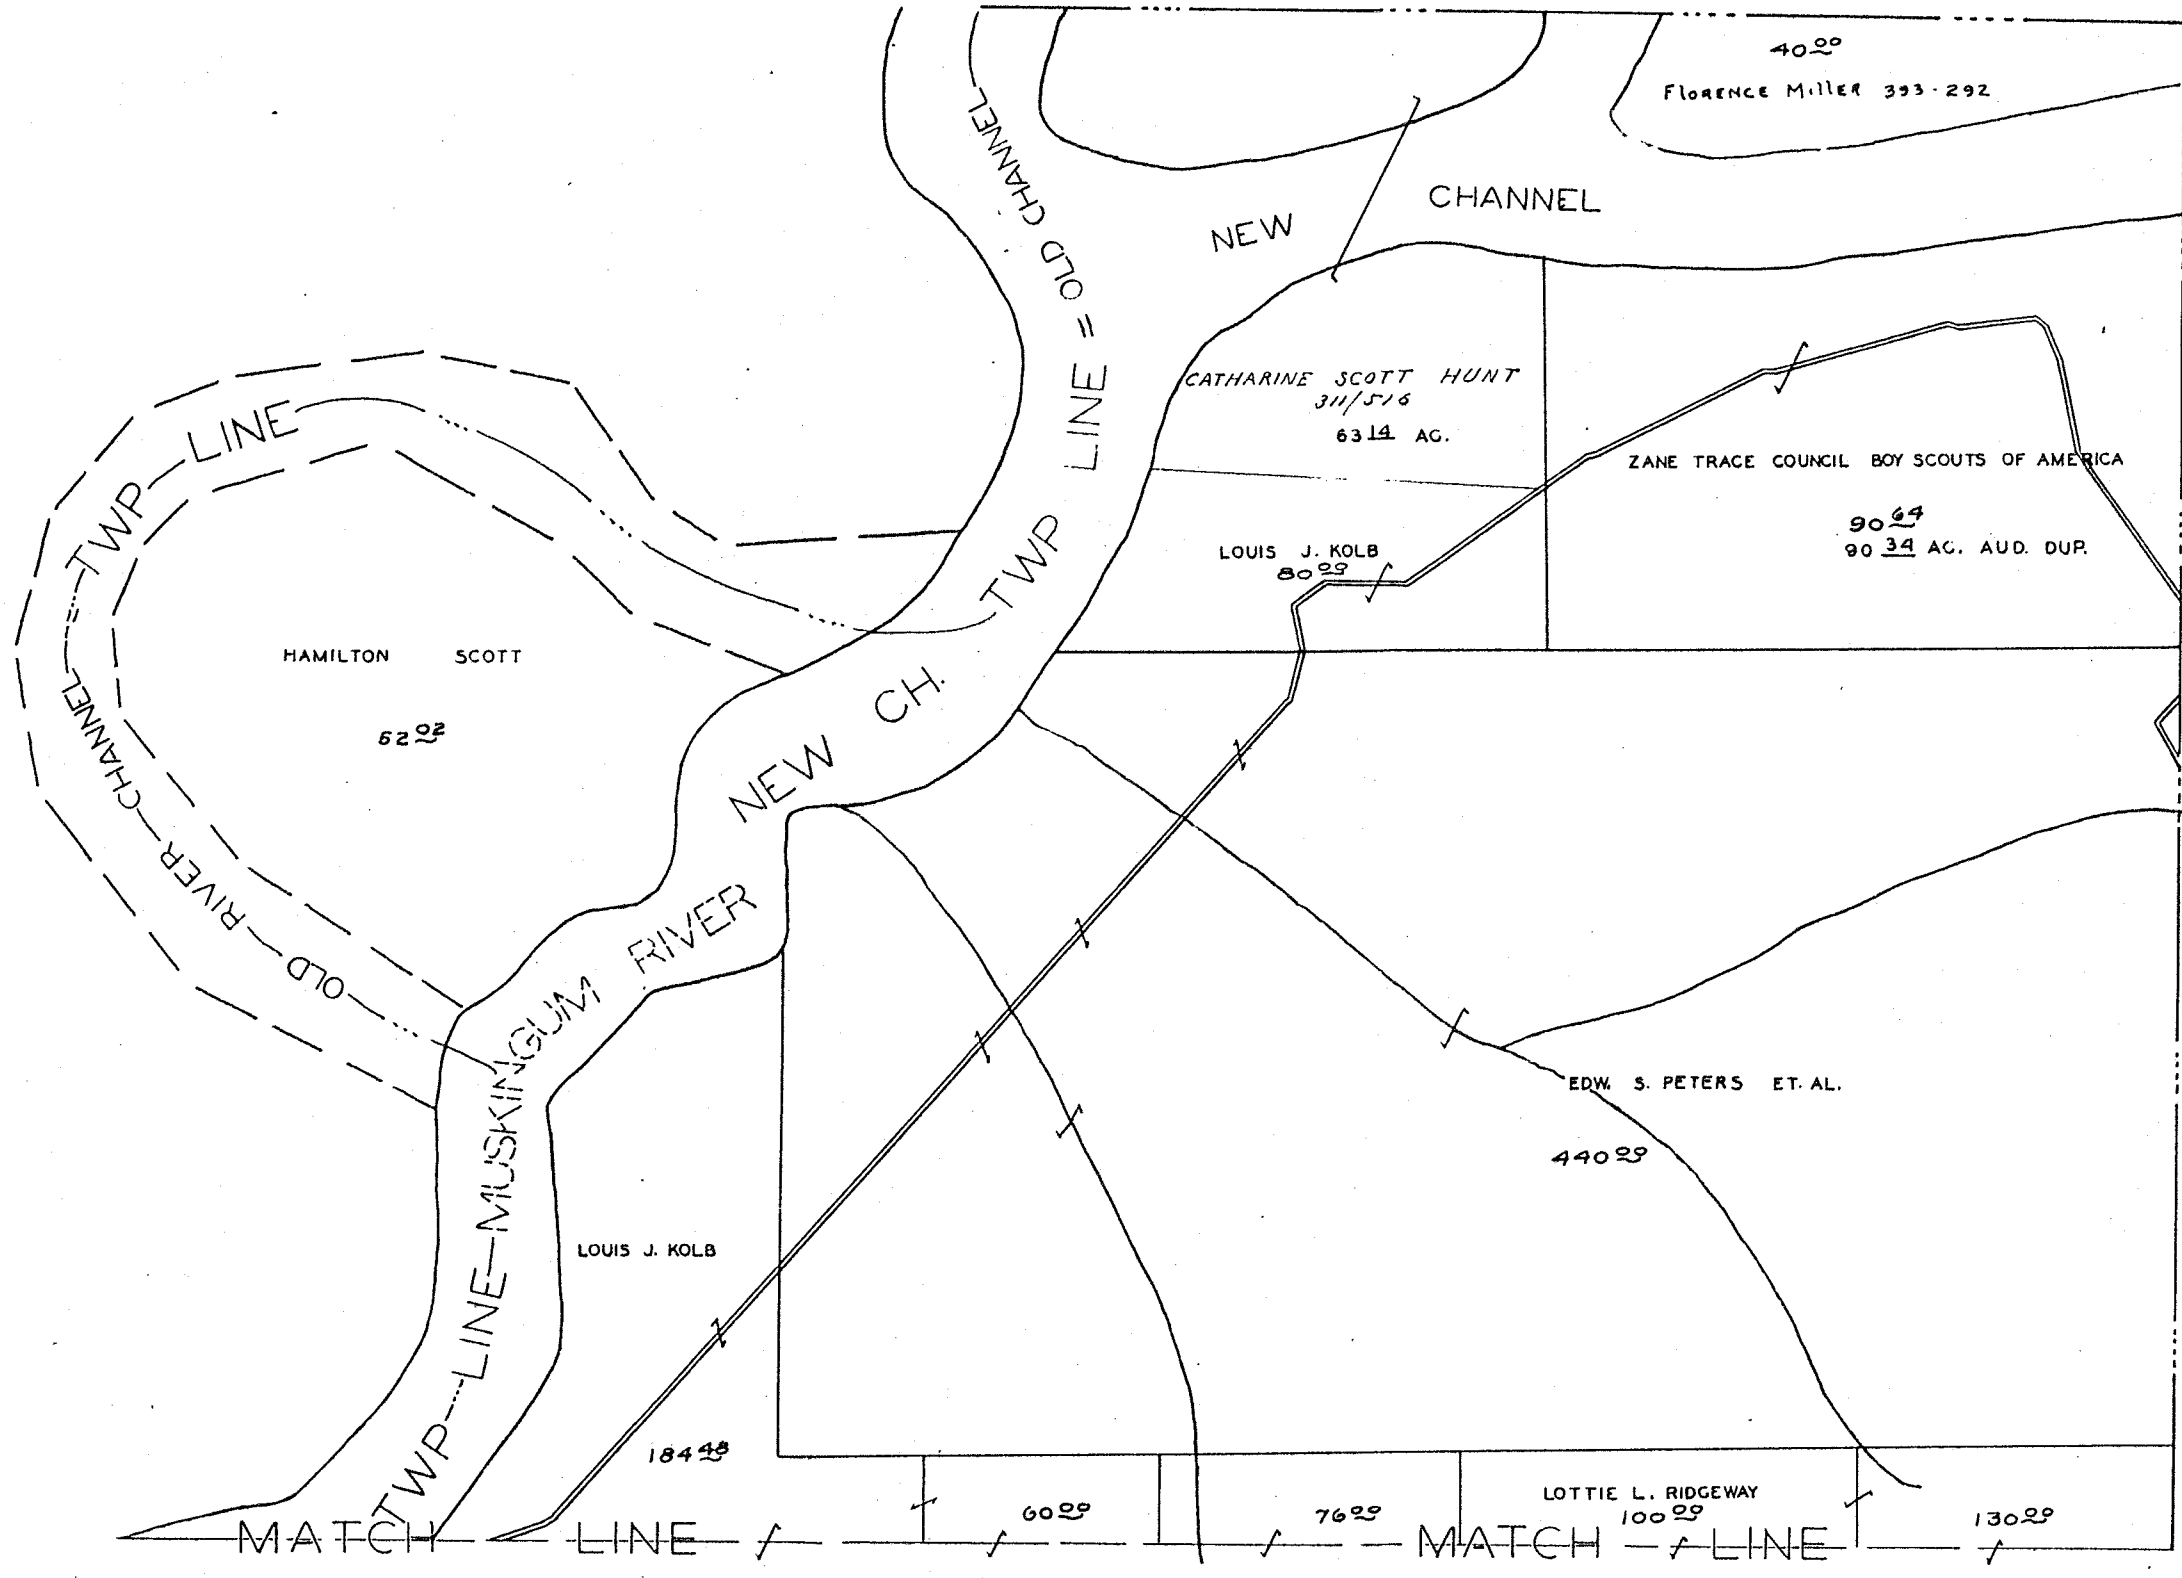 40 00
FLORENCE MILLER 393-292
CHANNEL
NEW
TWP LINE = OLD CHANNEL
CATHARINE SCOTT HUNT
311/516
63 14 AC.
ZANE TRACE COUNCIL BOY SCOUTS OF AMERICA
90 64
90 34 AC. AUD. DUP.
LOUIS J. KOLB
80 00
OLD RIVER CHANNEL = TWP LINE
HAMILTON SCOTT
62 02
NEW CH.
TWP LINE MUSKINGUM RIVER
EDW. S. PETERS ET. AL.
440 00
LOUIS J. KOLB
184 48
60 00
76 00
LOTTIE L. RIDGEWAY
100 00
130 00
MATCH LINE
MATCH LINE